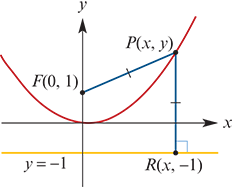 y
P(x, y)
F(0, 1)
x
y = −1
R(x, −1)